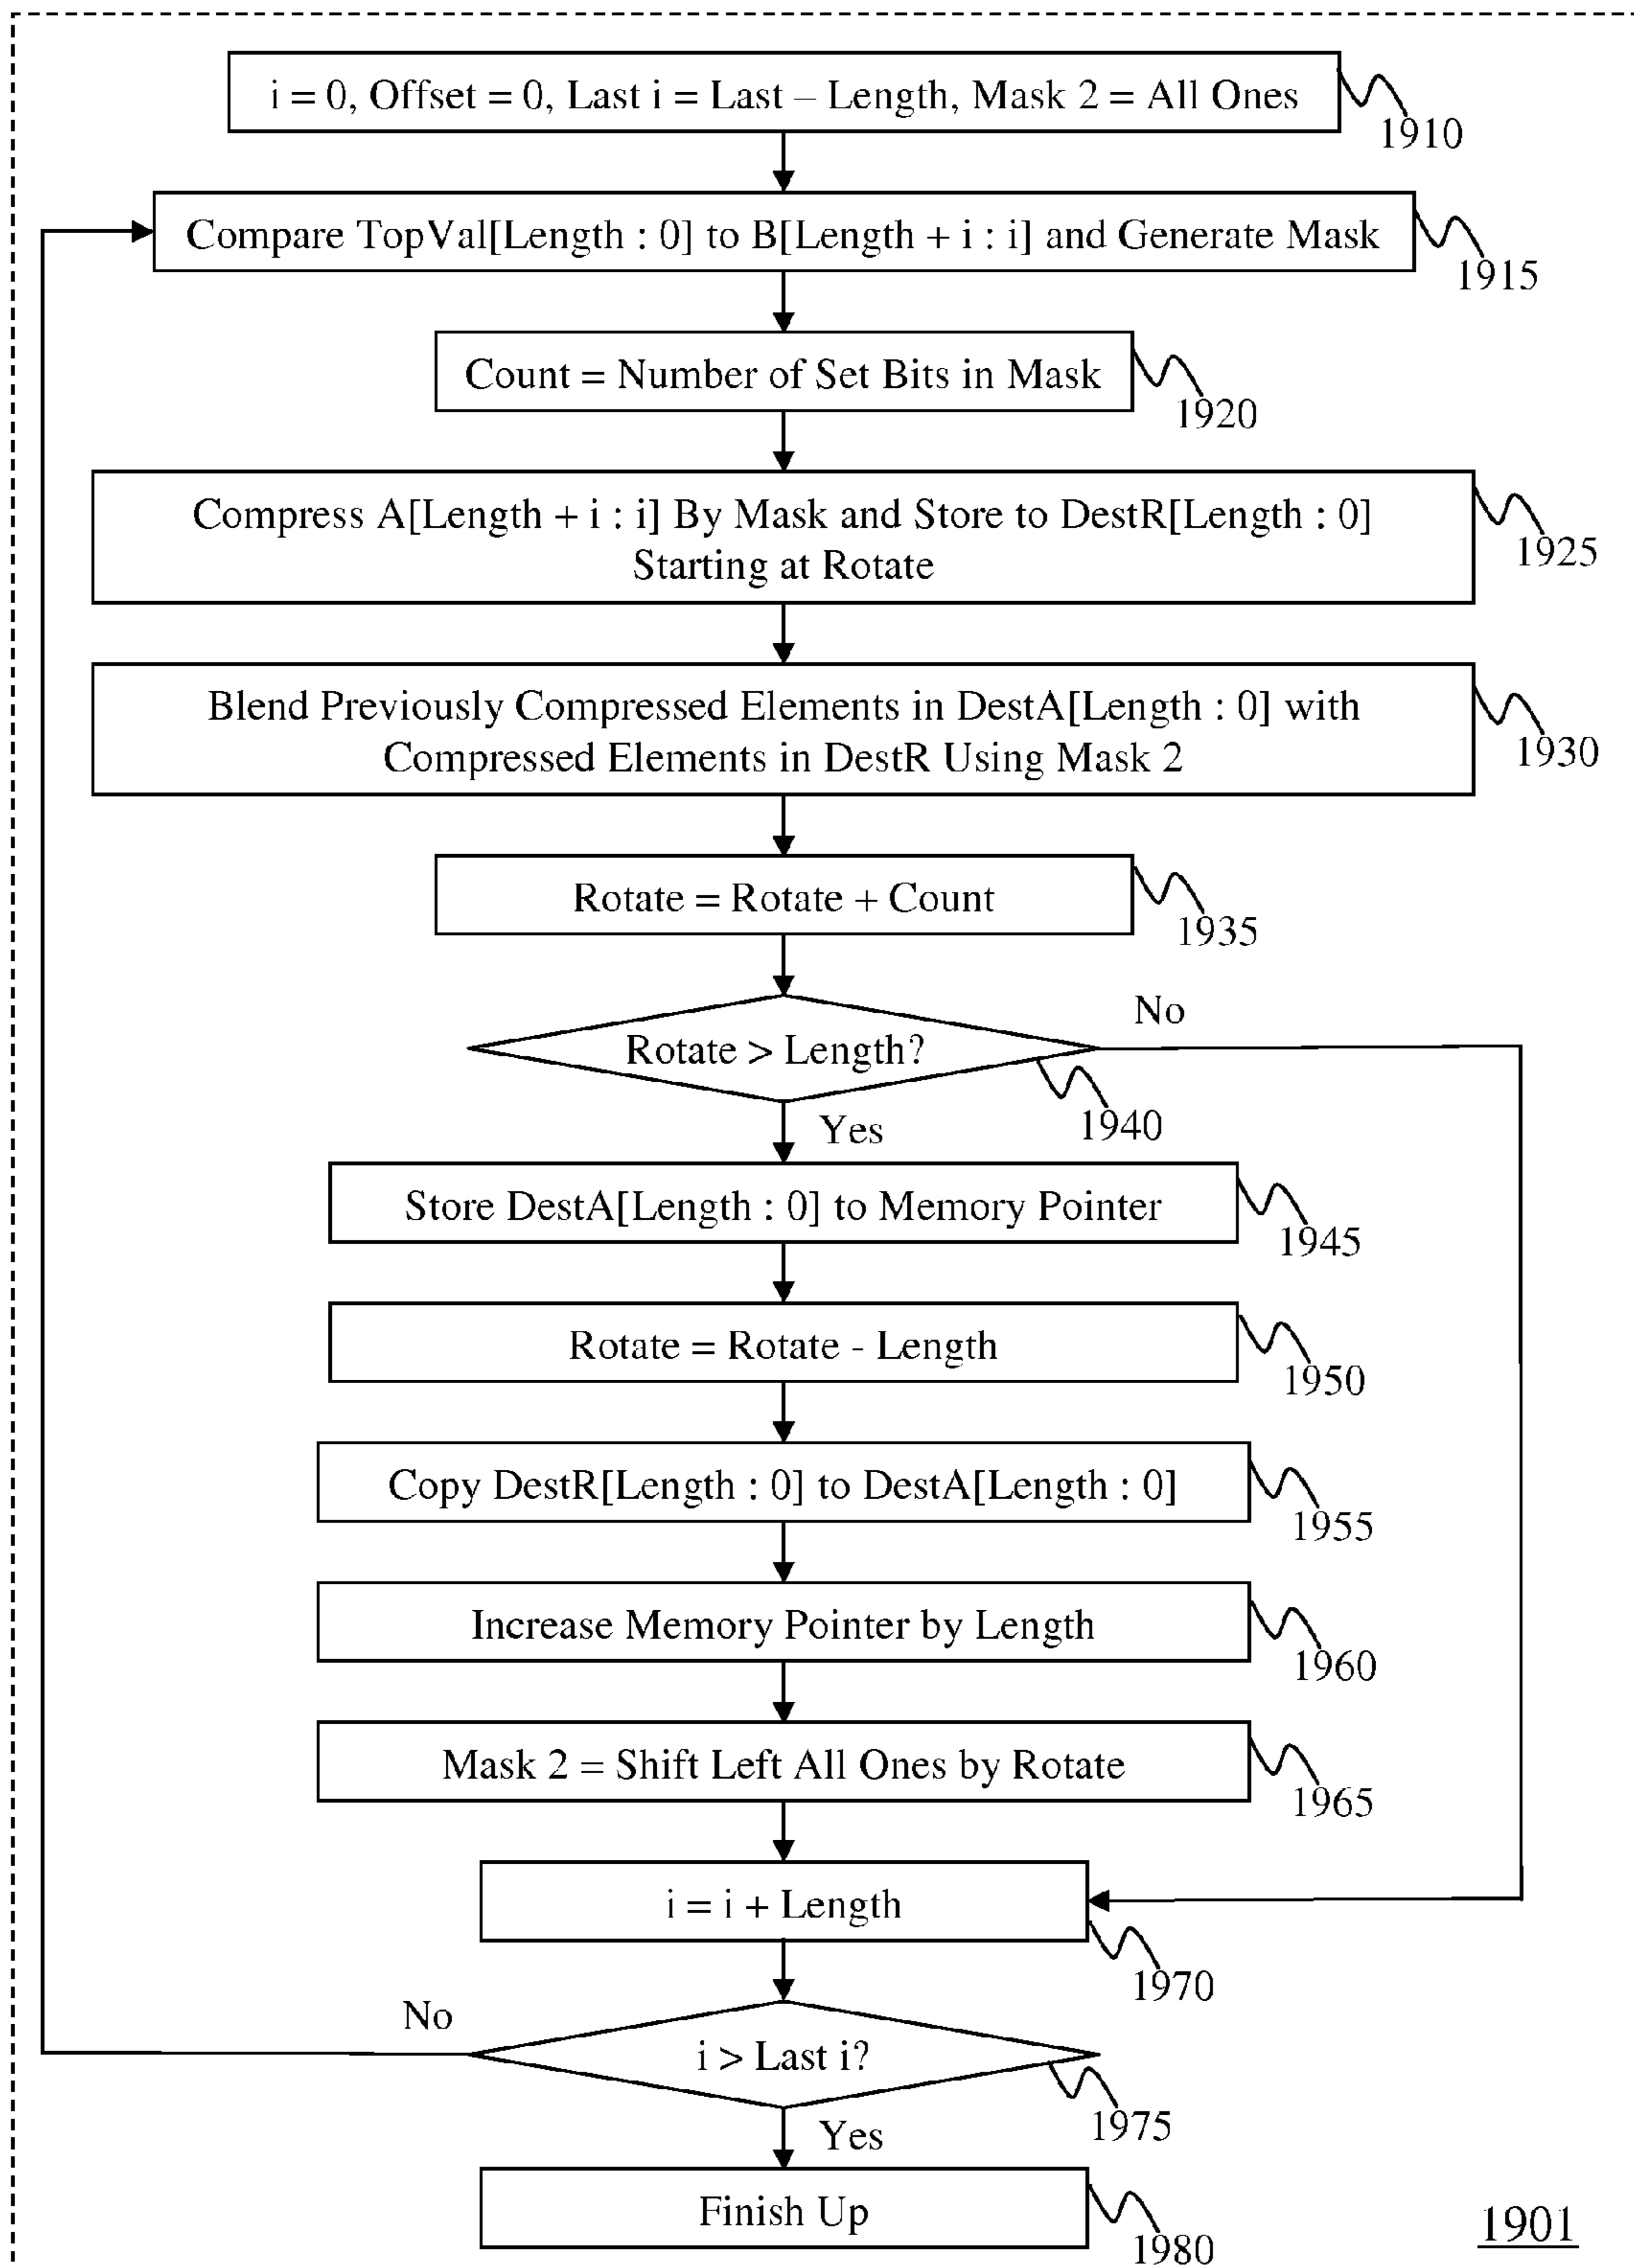 i = 0, Offset = 0, Last i = Last – Length, Mask 2 = All Ones
1910
Compare TopVal[Length : 0] to B[Length + i : i] and Generate Mask
1915
Count = Number of Set Bits in Mask
1920
Compress A[Length + i : i] By Mask and Store to DestR[Length : 0]
Starting at Rotate
1925
Blend Previously Compressed Elements in DestA[Length : 0] with
Compressed Elements in DestR Using Mask 2
1930
Rotate = Rotate + Count
1935
No
Rotate > Length?
1940
Yes
Store DestA[Length : 0] to Memory Pointer
1945
Rotate = Rotate - Length
1950
Copy DestR[Length : 0] to DestA[Length : 0]
1955
Increase Memory Pointer by Length
1960
Mask 2 = Shift Left All Ones by Rotate
1965
i = i + Length
1970
No
i > Last i?
1975
Yes
Finish Up
1980
1901